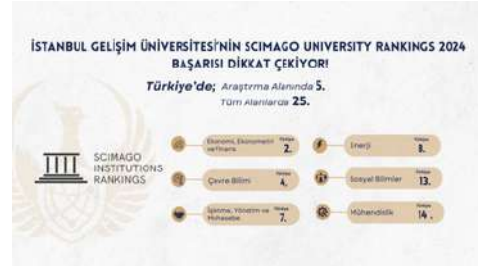 İSTANBUL GELİŞİM ÜNİVERSİTESİ'NİN SCIMAGO UNIVERSITY RANKINGS 2024
BAŞARISI DİKKAT ÇEKİYOR!
Türkiye'de; Araştırma Alanında 5.
Tüm Alanlarda 25.
SCIMAGO
INSTITUTIONS
RANKINGS
Ekonomi, Ekonometri
ve Finans
Türkiye
2.
Çevre Bilimi
Türkiye
4.
İşletme, Yönetim ve
Muhasebe
Türkiye
7.
Enerji
Türkiye
8.
Sosyal Bilimler
Türkiye
13.
Mühendislik
Türkiye
14.